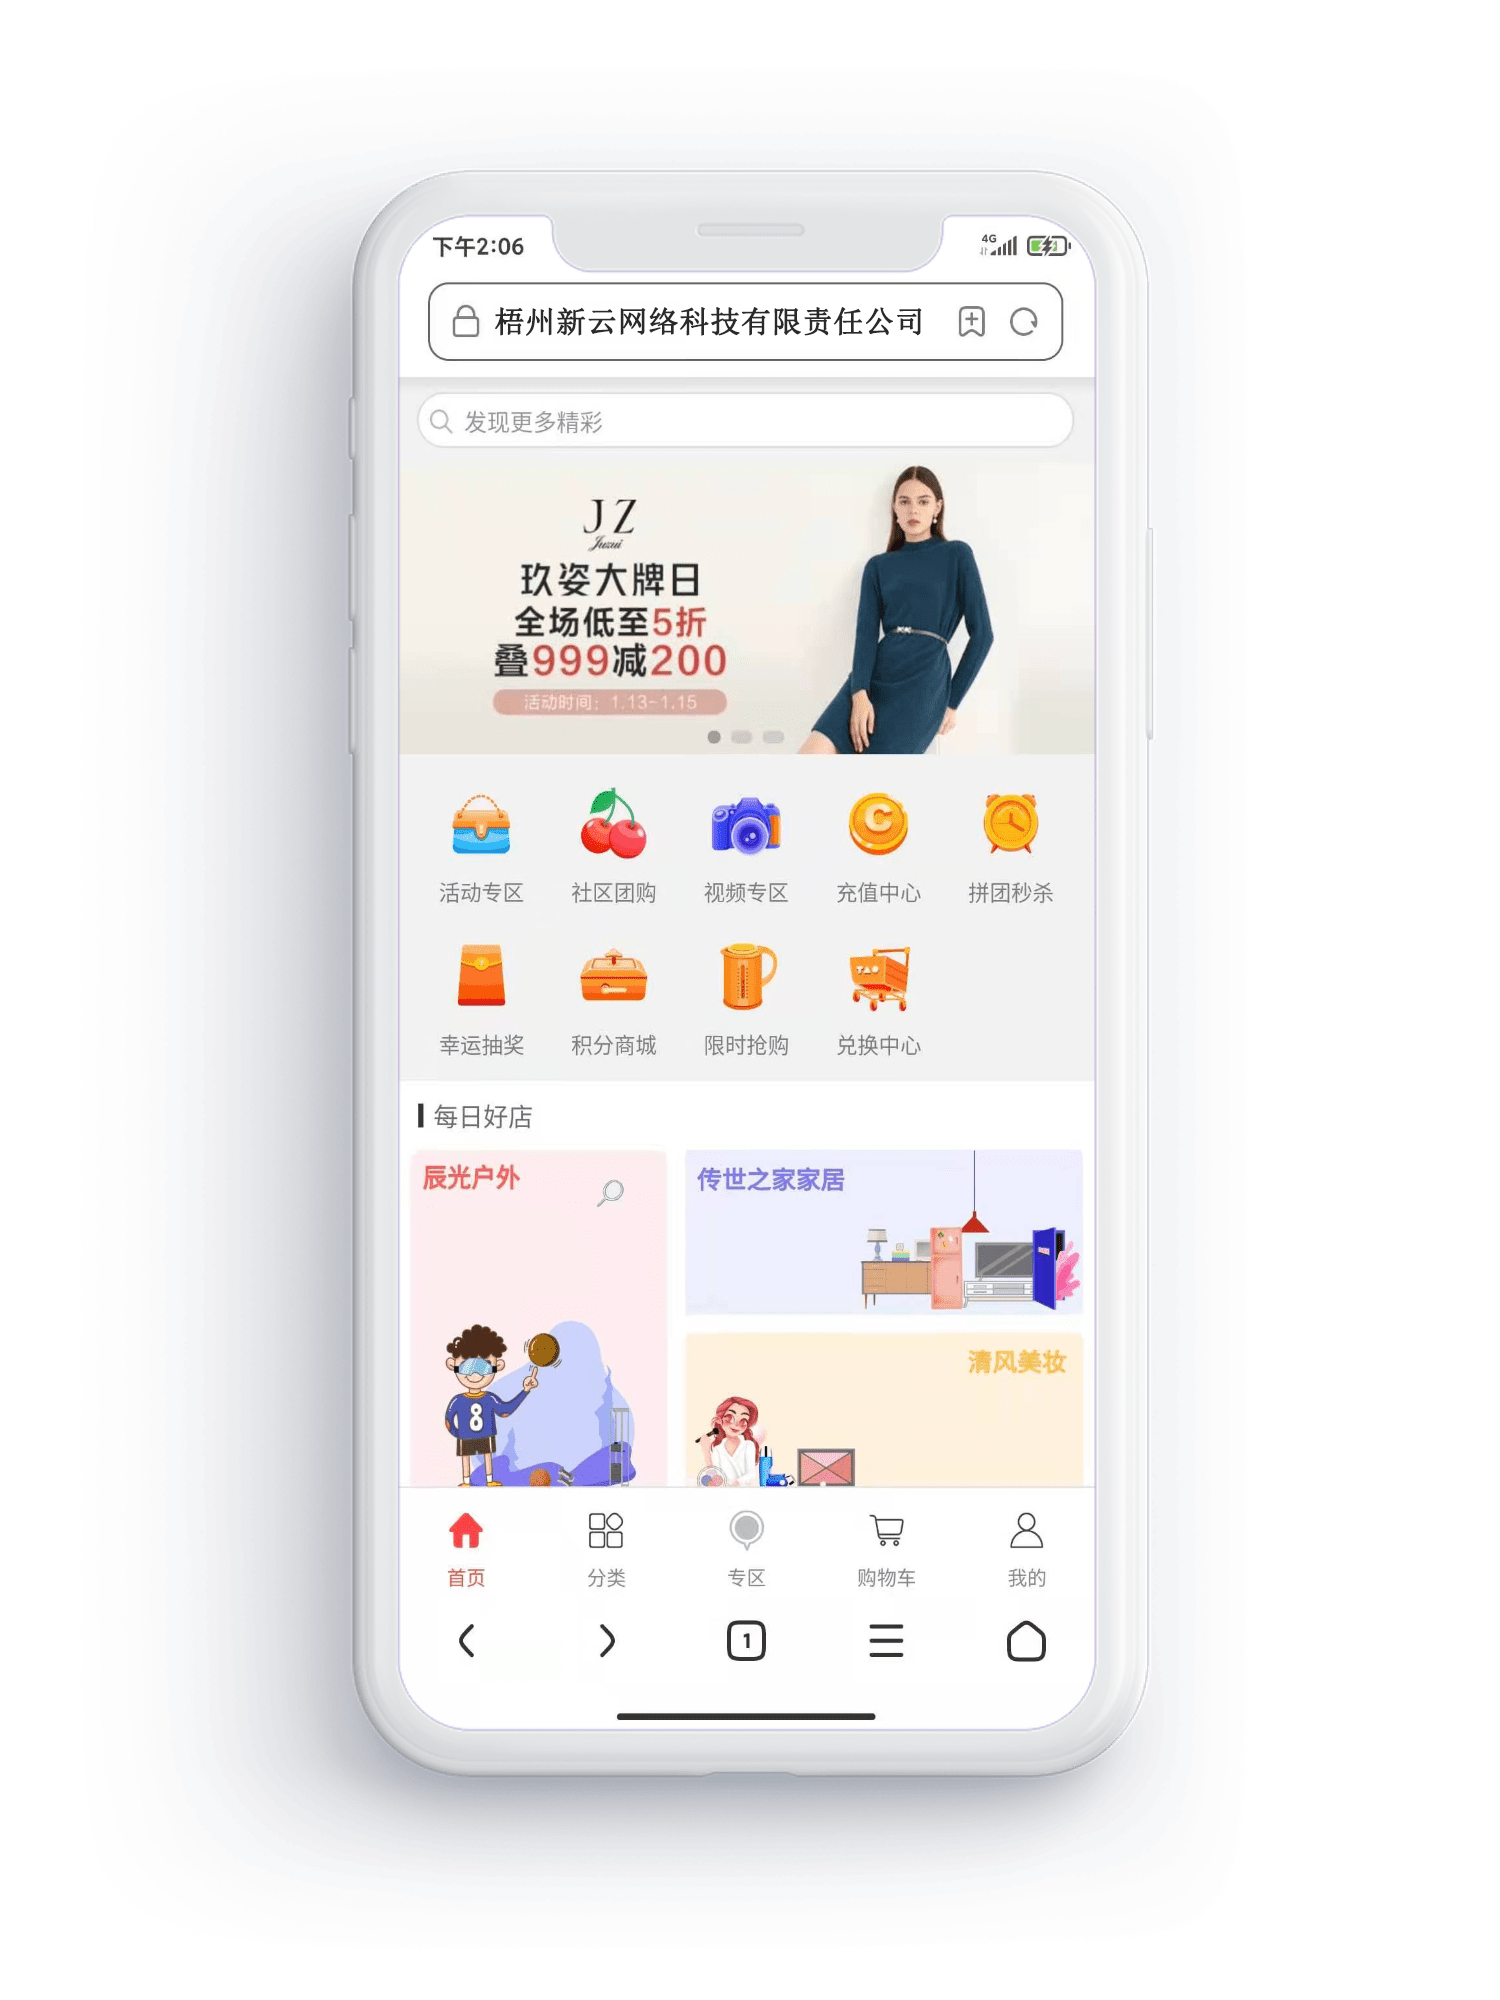 下午2:06
4G
梧州新云网络科技有限责任公司
发现更多精彩
JZ
Juzui
玖姿大牌日
全场低至5折
叠999减200
活动时间：1.13-1.15
C
活动专区 社区团购 视频专区 充值中心 拼团秒杀
TAO
幸运抽奖 积分商城 限时抢购 兑换中心
每日好店
辰光户外
传世之家家居
清风美妆
8
首页 分类 专区 购物车 我的
1